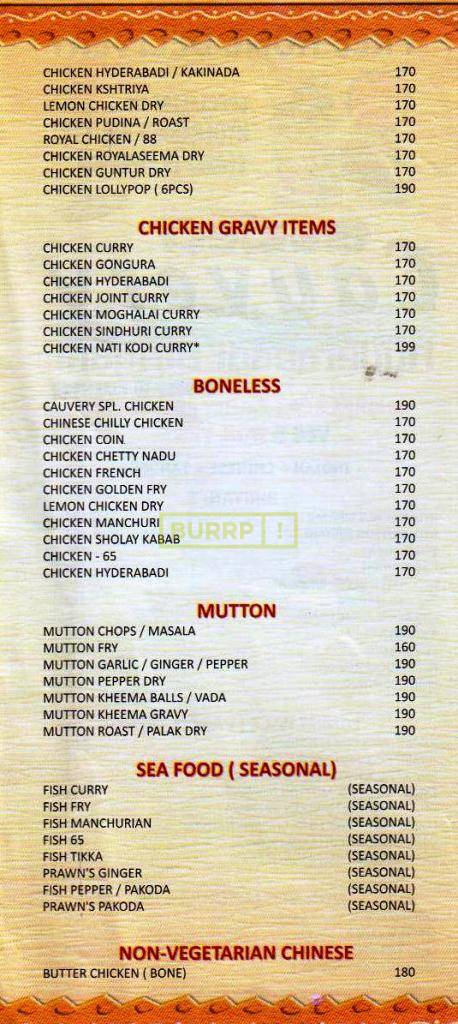 CHICKEN HYDERABADI / KAKINADA 170
CHICKEN KSHTRIYA 170
LEMON CHICKEN DRY 170
CHICKEN PUDINA / ROAST 170
ROYAL CHICKEN / 88 170
CHICKEN ROYALASEEMA DRY 170
CHICKEN GUNTUR DRY 170
CHICKEN LOLLYPOP ( 6PCS) 190
CHICKEN GRAVY ITEMS
CHICKEN CURRY 170
CHICKEN GONGURA 170
CHICKEN HYDERABADI 170
CHICKEN JOINT CURRY 170
CHICKEN MOGHALAI CURRY 170
CHICKEN SINDHURI CURRY 170
CHICKEN NATI KODI CURRY* 199
BONELESS
CAUVERY SPL. CHICKEN 190
CHINESE CHILLY CHICKEN 170
CHICKEN COIN 170
CHICKEN CHETTY NADU 170
CHICKEN FRENCH 170
CHICKEN GOLDEN FRY 170
LEMON CHICKEN DRY 170
CHICKEN MANCHURI 170
BURRP !
CHICKEN SHOLAY KABAB 170
CHICKEN - 65 170
CHICKEN HYDERABADI 170
MUTTON
MUTTON CHOPS / MASALA 190
MUTTON FRY 160
MUTTON GARLIC / GINGER / PEPPER 190
MUTTON PEPPER DRY 190
MUTTON KHEEMA BALLS / VADA 190
MUTTON KHEEMA GRAVY 190
MUTTON ROAST / PALAK DRY 190
SEA FOOD ( SEASONAL)
FISH CURRY (SEASONAL)
FISH FRY (SEASONAL)
FISH MANCHURIAN (SEASONAL)
FISH 65 (SEASONAL)
FISH TIKKA (SEASONAL)
PRAWN'S GINGER (SEASONAL)
FISH PEPPER / PAKODA (SEASONAL)
PRAWN'S PAKODA (SEASONAL)
NON-VEGETARIAN CHINESE
BUTTER CHICKEN ( BONE) 180